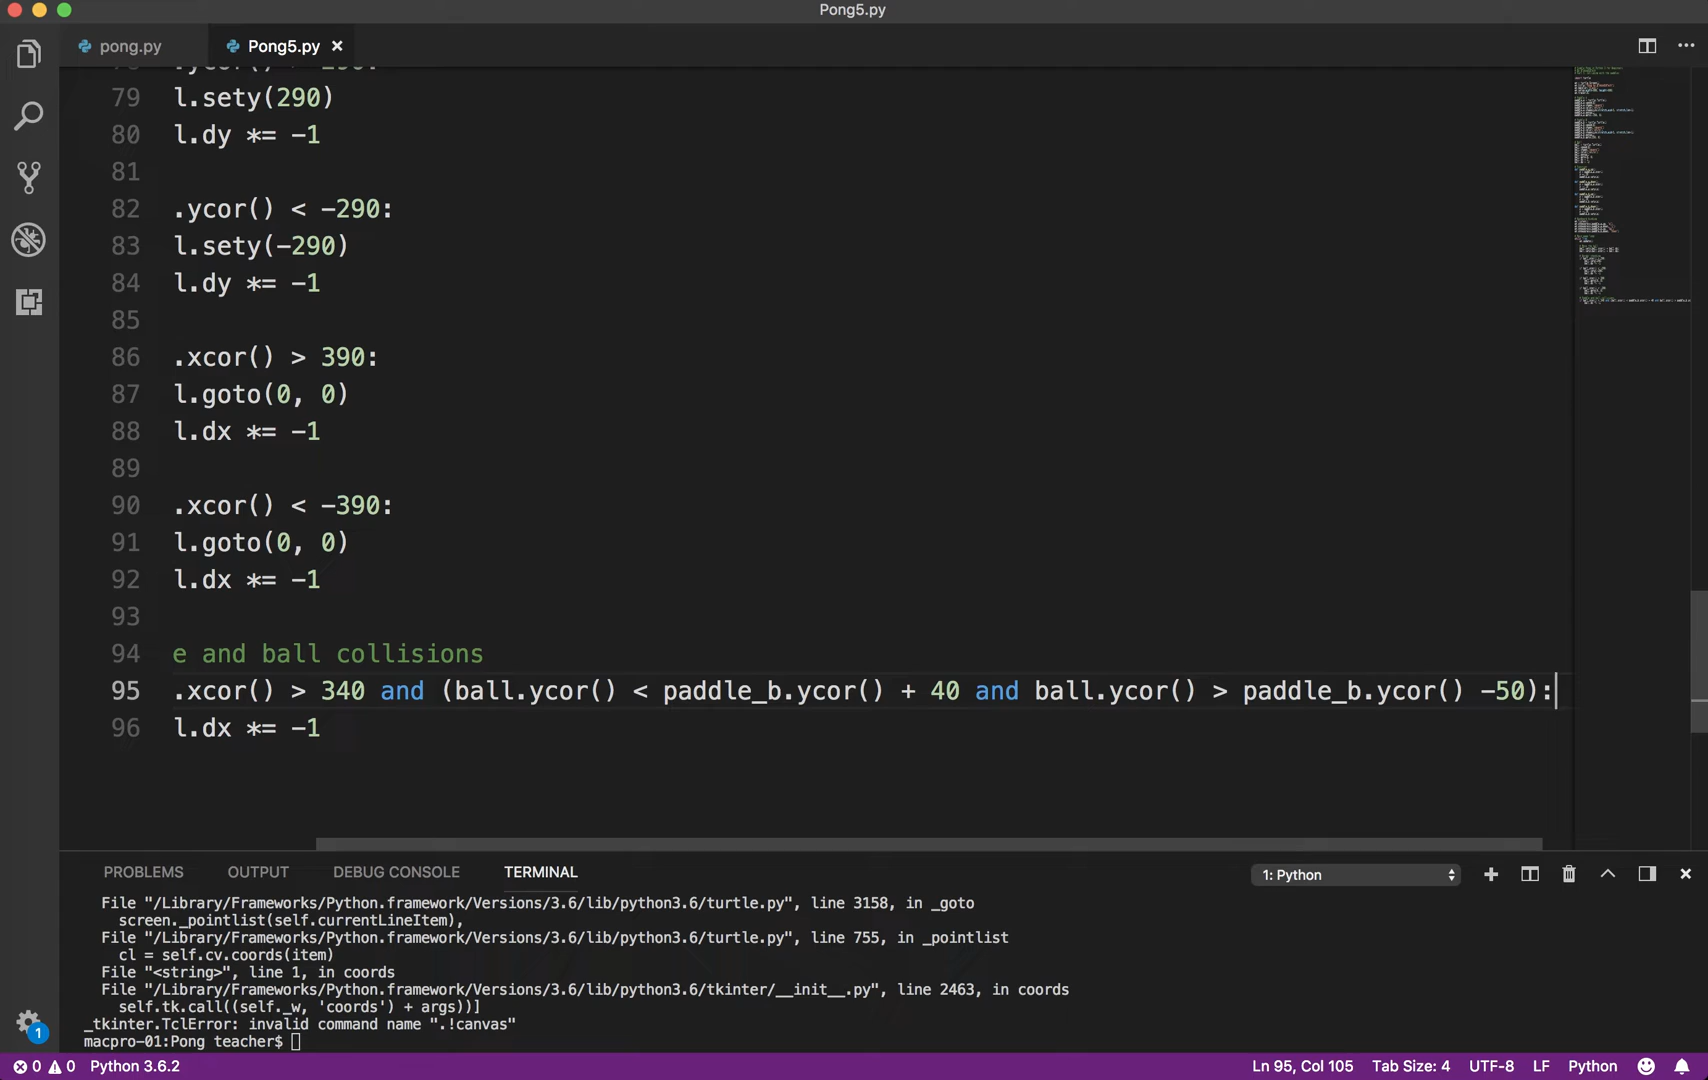 Pong5.py
pong.py
Pong5.py
79 l.sety(290)
80 l.dy *= -1
81
82 .ycor() < -290:
83 l.sety(-290)
84 l.dy *= -1
85
86 .xcor() > 390:
87 l.goto(0, 0)
88 l.dx *= -1
89
90 .xcor() < -390:
91 l.goto(0, 0)
92 l.dx *= -1
93
94 e and ball collisions
95 .xcor() > 340 and (ball.ycor() < paddle_b.ycor() + 40 and ball.ycor() > paddle_b.ycor() -50):
96 l.dx *= -1
PROBLEMS OUTPUT DEBUG CONSOLE TERMINAL 1: Python
File "/Library/Frameworks/Python.framework/Versions/3.6/lib/python3.6/turtle.py", line 3158, in _goto
screen._pointlist(self.currentLineItem),
File "/Library/Frameworks/Python.framework/Versions/3.6/lib/python3.6/turtle.py", line 755, in _pointlist
cl = self.cv.coords(item)
File "<string>", line 1, in coords
File "/Library/Frameworks/Python.framework/Versions/3.6/lib/python3.6/tkinter/__init__.py", line 2463, in coords
self.tk.call((self._w, 'coords') + args))]
_tkinter.TclError: invalid command name ".!canvas"
macpro-01:Pong teacher$
1
0 0 Python 3.6.2 Ln 95, Col 105 Tab Size: 4 UTF-8 LF Python